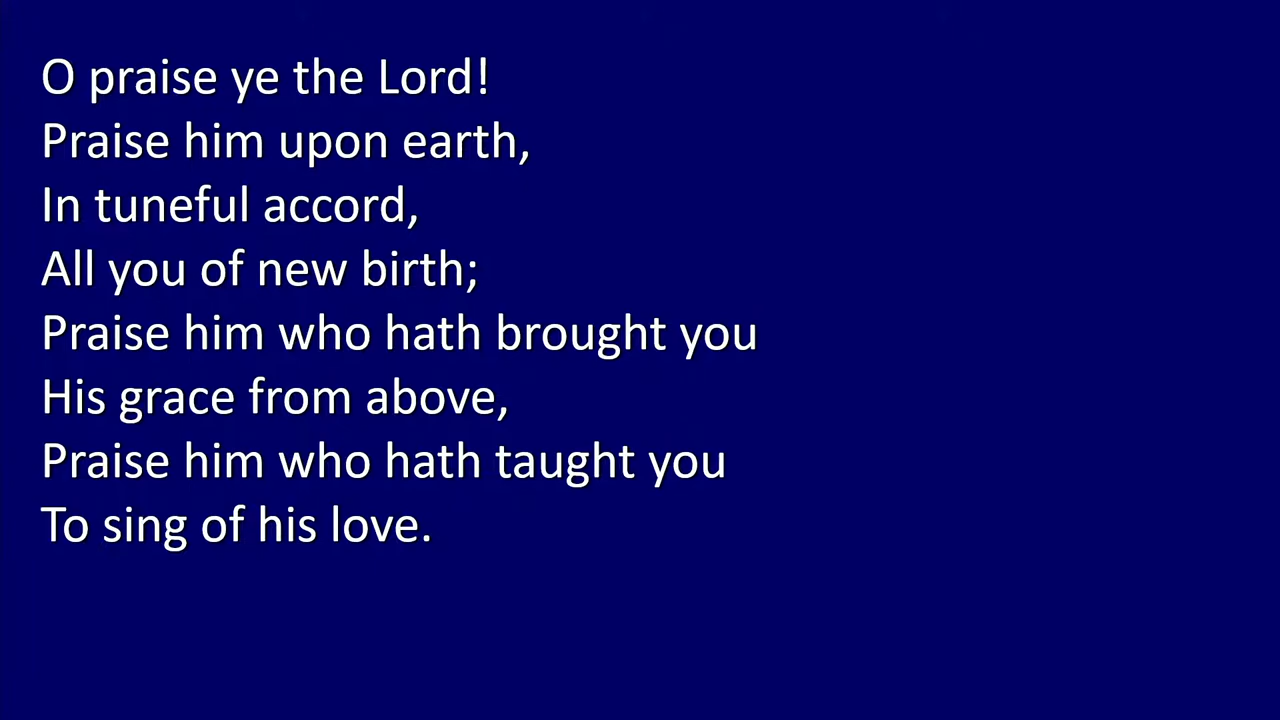 O praise ye the Lord!
Praise him upon earth,
In tuneful accord,
All you of new birth;
Praise him who hath brought you
His grace from above,
Praise him who hath taught you
To sing of his love.